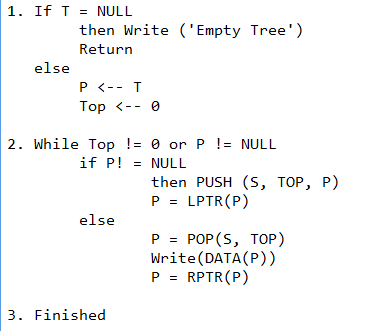 1. If T = NULL
then Write ('Empty Tree')
Return
else
P <-- T
Top <-- 0
2. While Top != 0 or P != NULL
if P! = NULL
then PUSH (S, TOP, P)
P = LPTR(P)
else
P = POP(S, TOP)
Write(DATA(P))
P = RPTR(P)
3. Finished